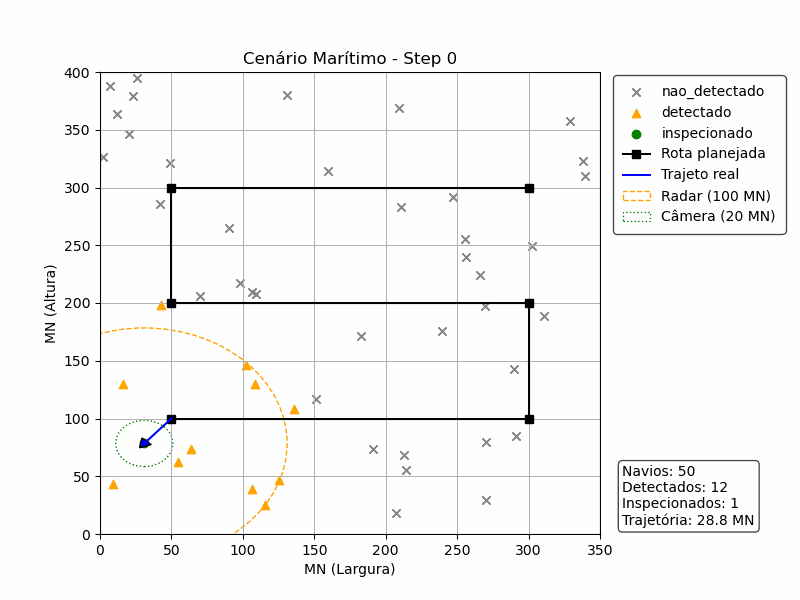 Cenário Marítimo - Step 0
400
350
300
250
200
150
100
50
0
MN (Altura)
0 50 100 150 200 250 300 350
MN (Largura)
nao_detectado
detectado
inspecionado
Rota planejada
Trajeto real
Radar (100 MN)
Câmera (20 MN)
Navios: 50
Detectados: 12
Inspecionados: 1
Trajetória: 28.8 MN